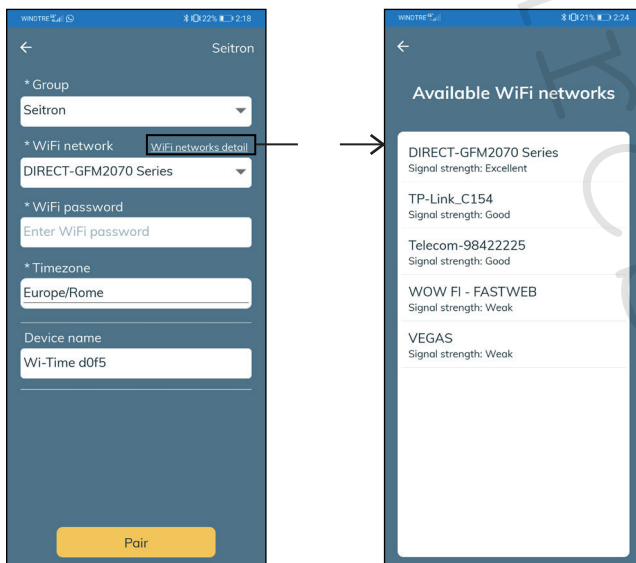 WINDTRE
22%
2:18
Seitron
* Group
Seitron
* WiFi network WiFi networks detail
DIRECT-GFM2070 Series
* WiFi password
Enter WiFi password
* Timezone
Europe/Rome
Device name
Wi-Time d0f5
Pair
WINDTRE
21%
2:24
Available WiFi networks
DIRECT-GFM2070 Series
Signal strength: Excellent
TP-Link_C154
Signal strength: Good
Telecom-98422225
Signal strength: Good
WOW FI - FASTWEB
Signal strength: Weak
VEGAS
Signal strength: Weak